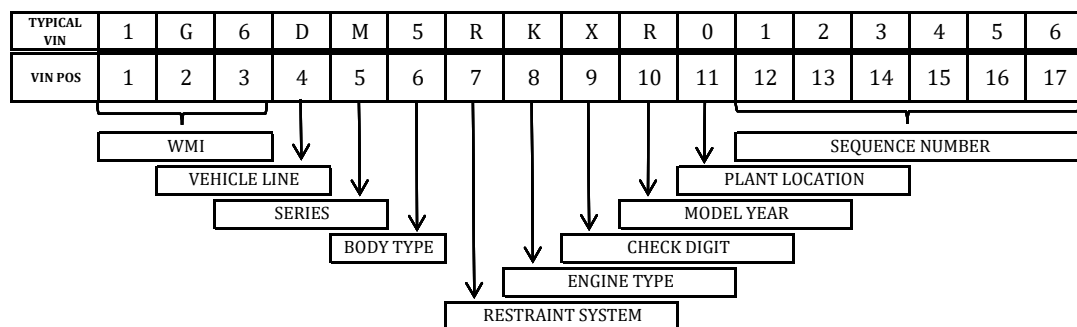 TYPICAL VIN 1 G 6 D M 5 R K X R 0 1 2 3 4 5 6
VIN POS 1 2 3 4 5 6 7 8 9 10 11 12 13 14 15 16 17
WMI SEQUENCE NUMBER
VEHICLE LINE PLANT LOCATION
SERIES MODEL YEAR
BODY TYPE CHECK DIGIT
ENGINE TYPE
RESTRAINT SYSTEM